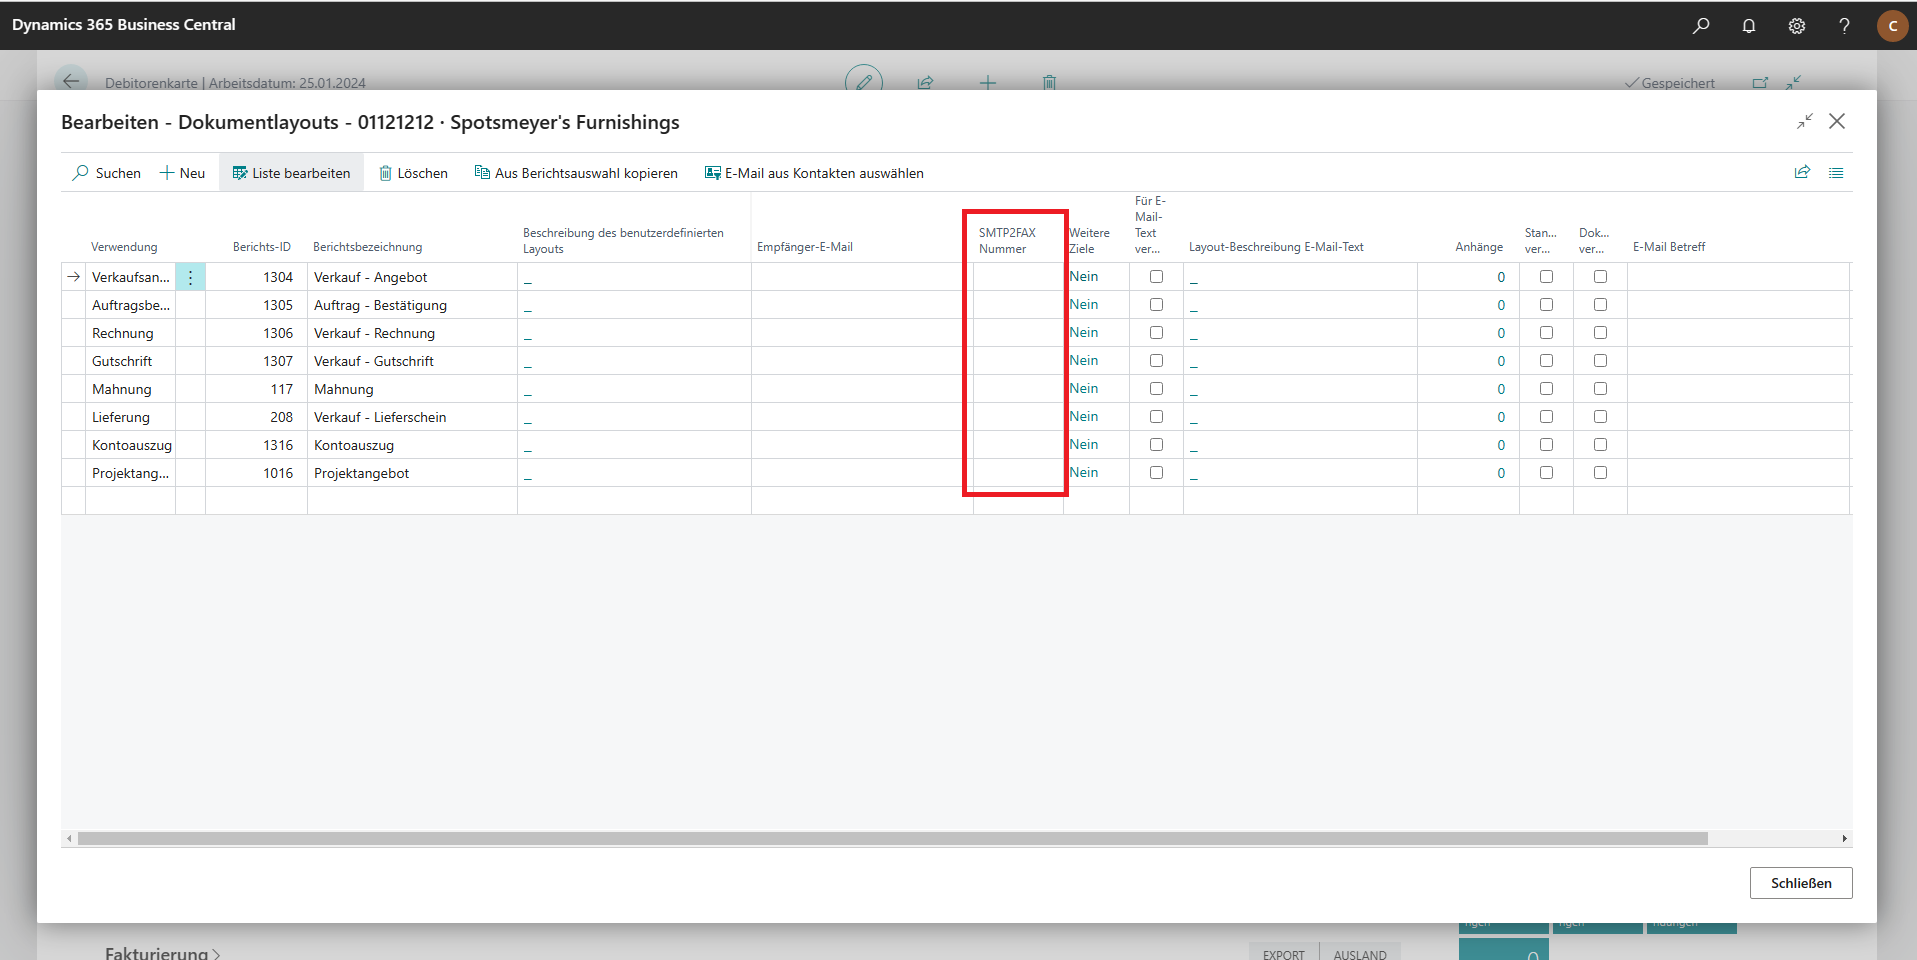 Dynamics 365 Business Central
C
Debitorenkarte | Arbeitsdatum: 25.01.2024
Gespeichert
Bearbeiten - Dokumentlayouts - 01121212 · Spotsmeyer's Furnishings
Suchen Neu Liste bearbeiten Löschen Aus Berichtsauswahl kopieren E-Mail aus Kontakten auswählen
Verwendung
Berichts-ID
Berichtsbezeichnung
Beschreibung des benutzerdefinierten
Layouts
Empfänger-E-Mail
SMTP2FAX
Nummer
Weitere
Ziele
Für E-
Mail-
Text
ver...
Layout-Beschreibung E-Mail-Text
Anhänge
Stan...
ver...
Dok...
ver...
E-Mail Betreff
Verkaufsan... 1304 Verkauf - Angebot _ Nein _ 0
Auftragsbe... 1305 Auftrag - Bestätigung _ Nein _ 0
Rechnung 1306 Verkauf - Rechnung _ Nein _ 0
Gutschrift 1307 Verkauf - Gutschrift _ Nein _ 0
Mahnung 117 Mahnung _ Nein _ 0
Lieferung 208 Verkauf - Lieferschein _ Nein _ 0
Kontoauszug 1316 Kontoauszug _ Nein _ 0
Projektang... 1016 Projektangebot _ Nein _ 0
Schließen
Fakturierung
EXPORT AUSLAND